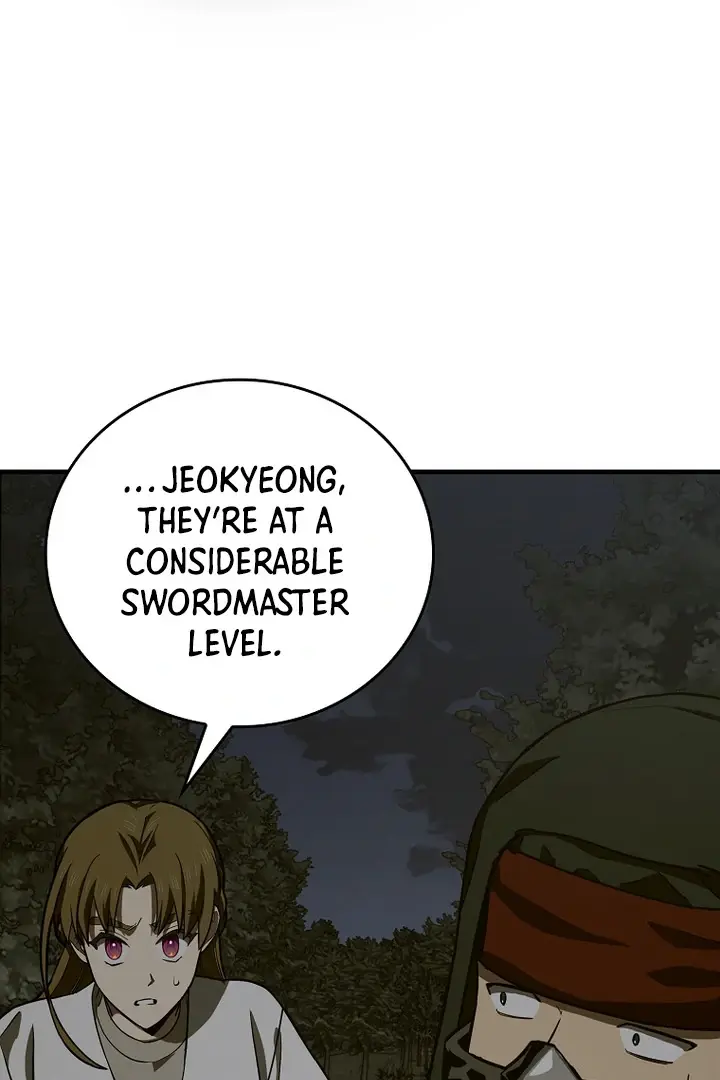 ...JEOKYEONG,
THEY'RE AT A
CONSIDERABLE
SWORDMASTER
LEVEL.